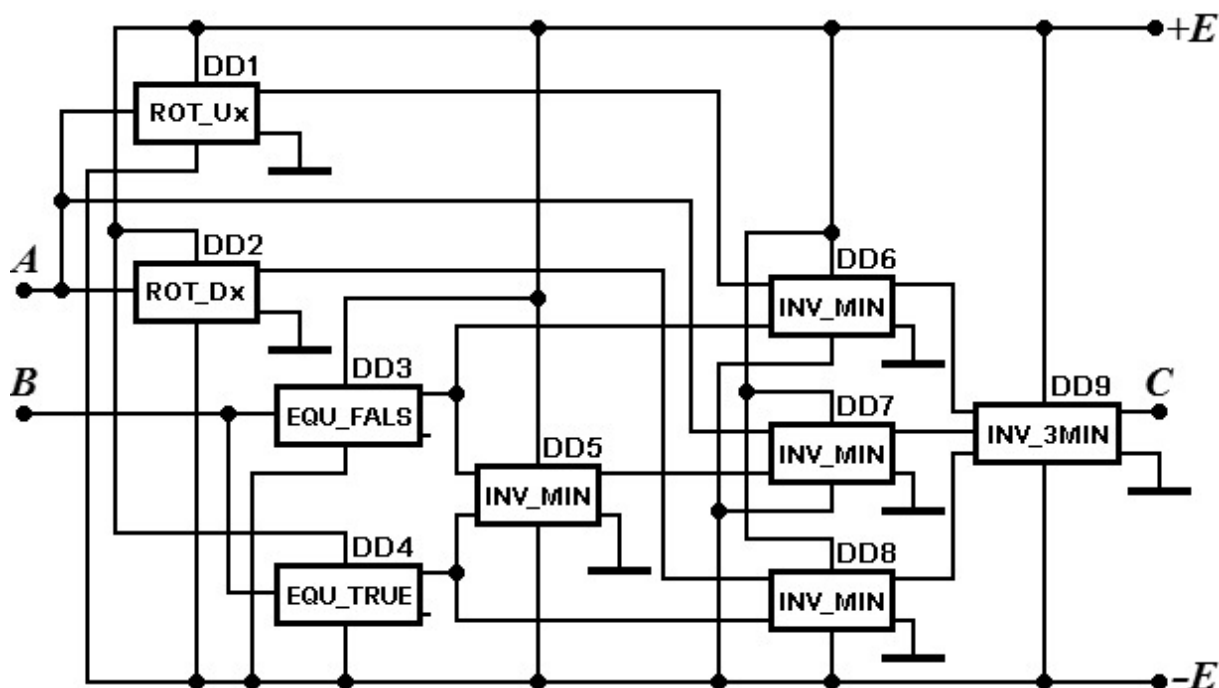 +E
DD1
ROT_Ux
A
DD2
ROT_Dx
DD6
INV_MIN
B
DD3
EQU_FALS
DD7
INV_MIN
DD9
INV_3MIN
C
DD5
INV_MIN
DD4
EQU_TRUE
DD8
INV_MIN
-E